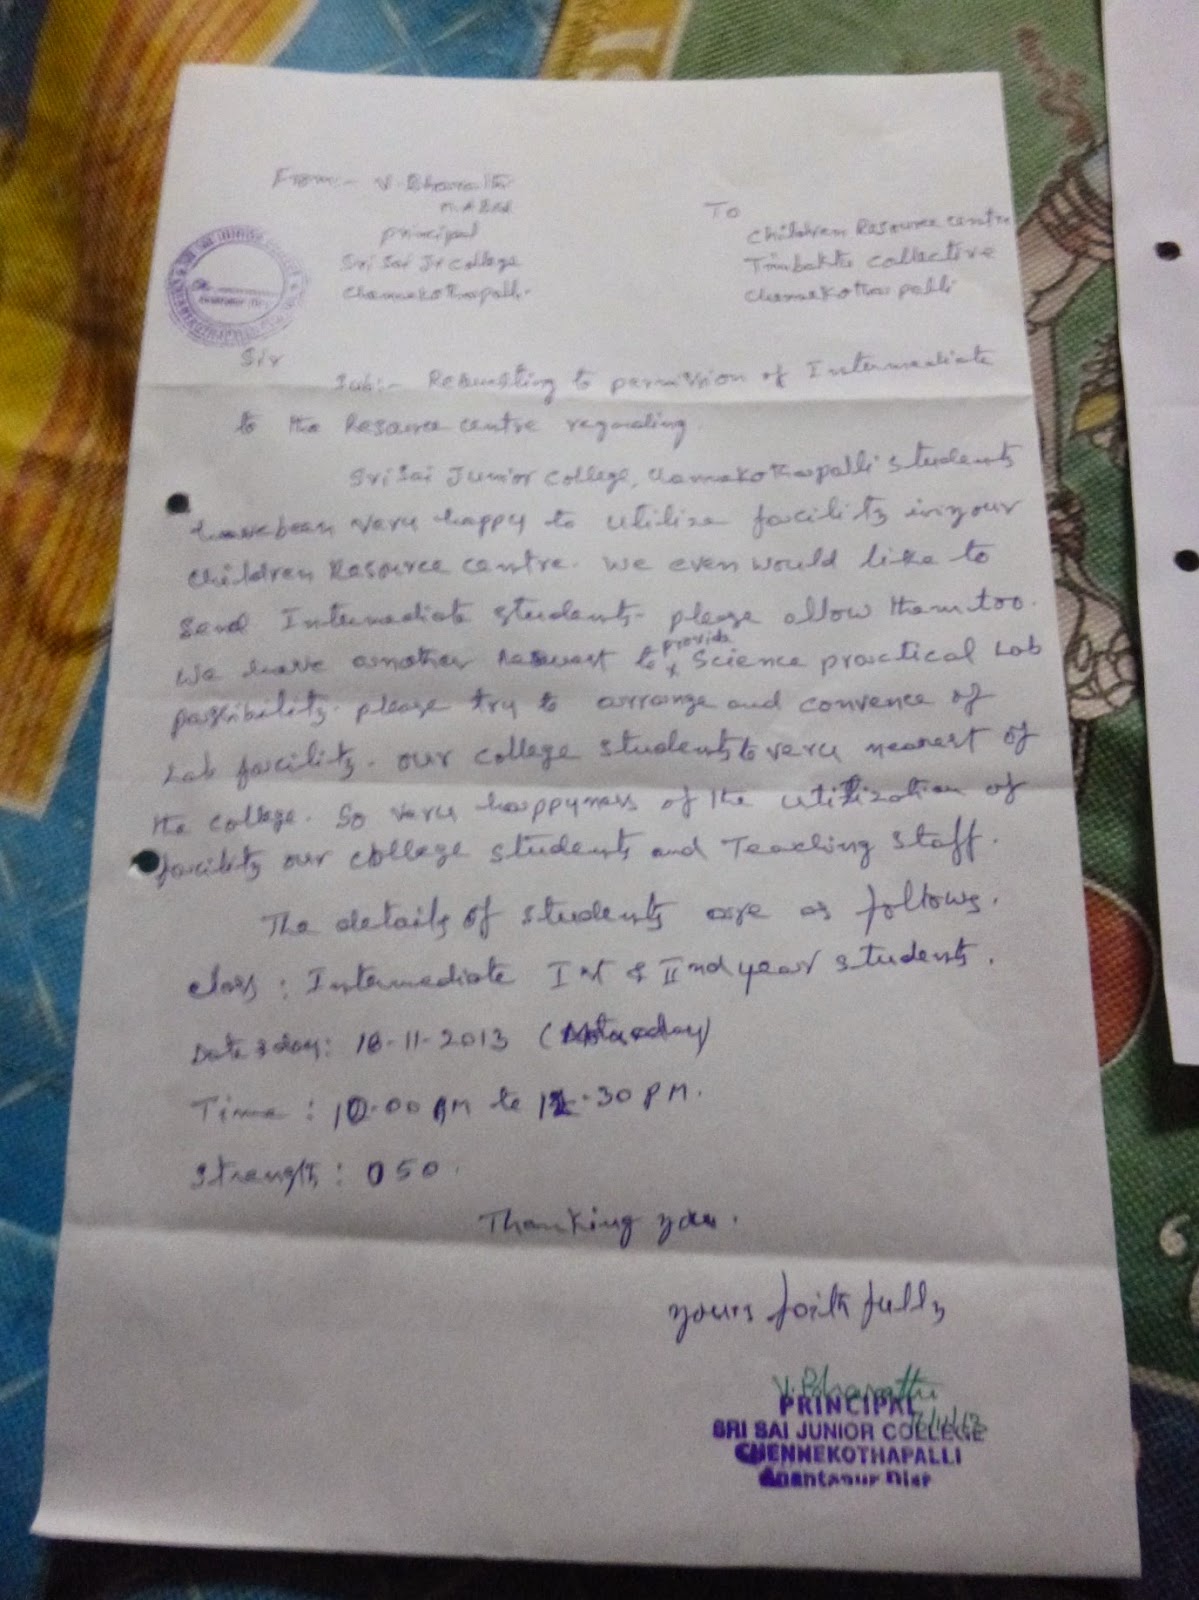 From:- V. Bharathi
M.A B.Ed
principal
Sri Sai Jr College
Chennekothapalli.
To
Children Resource centre
Timbaktu Collective
Chennekothapalli
Sir
Sub:- Requesting to permission of Intermediate
to the Resource centre regarding.
Sri Sai Junior College, Chennekothapalli students
have been very happy to utilize facility in your
children Resource centre. We even would like to
send Intermediate students. please allow them too.
We have another Request to provide Science practical Lab
possibility. please try to arrange and convence of
Lab facility. our college students to very nearest of
the college. So very happyness of the utilization of
facility our college students and Teaching staff.
The details of students are as follows.
class : Intermediate Ist & IInd year students.
Date & day: 18-11-2013
Time : 10.00 AM to 12.30 PM.
Strength : 050.
Thanking you.
yours faithfully
V. Bharathi
PRINCIPAL
SRI SAI JUNIOR COLLEGE
CHENNEKOTHAPALLI
Anantapur Dist